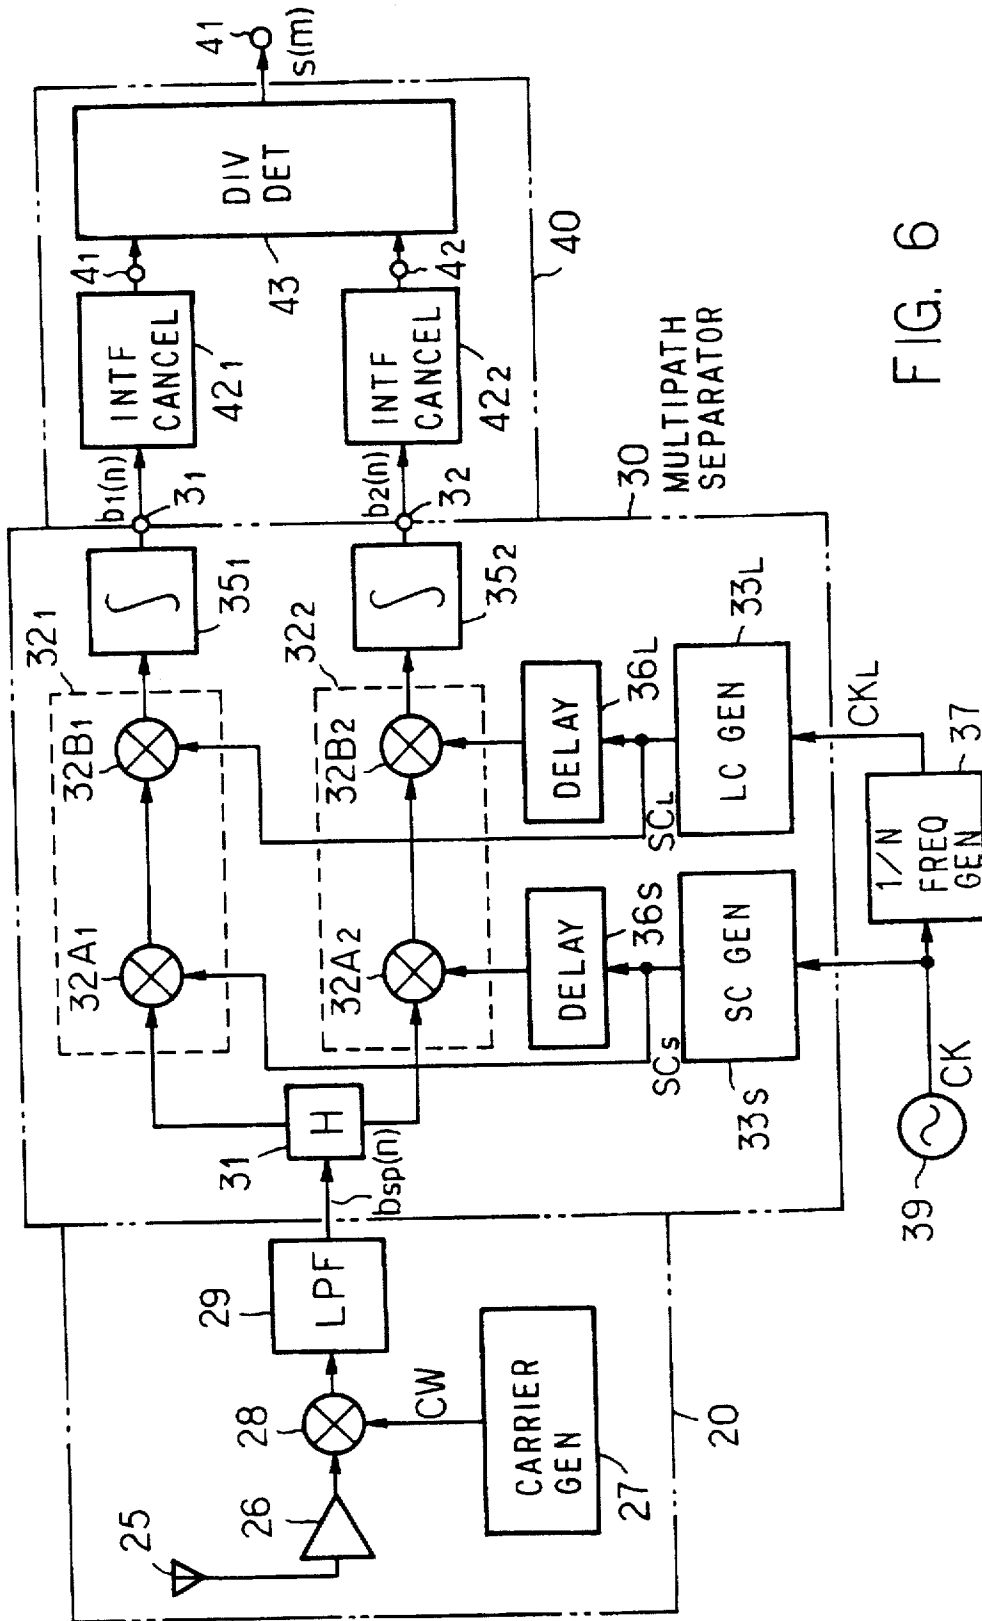 25
26
28
29
LPF
CW
CARRIER
GEN
27
20
bsp(n)
31
H
321
32A1
32B1
351
b1(n)
31
INTF
CANCEL
421
41
322
32A2
32B2
352
b2(n)
32
INTF
CANCEL
422
42
DIV
DET
43
41
s(m)
40
DELAY
36S
SCS
SC GEN
33S
DELAY
36L
SCL
LC GEN
33L
30
MULTIPATH
SEPARATOR
39
CK
1/N
FREQ
GEN
37
CKL
FIG. 6